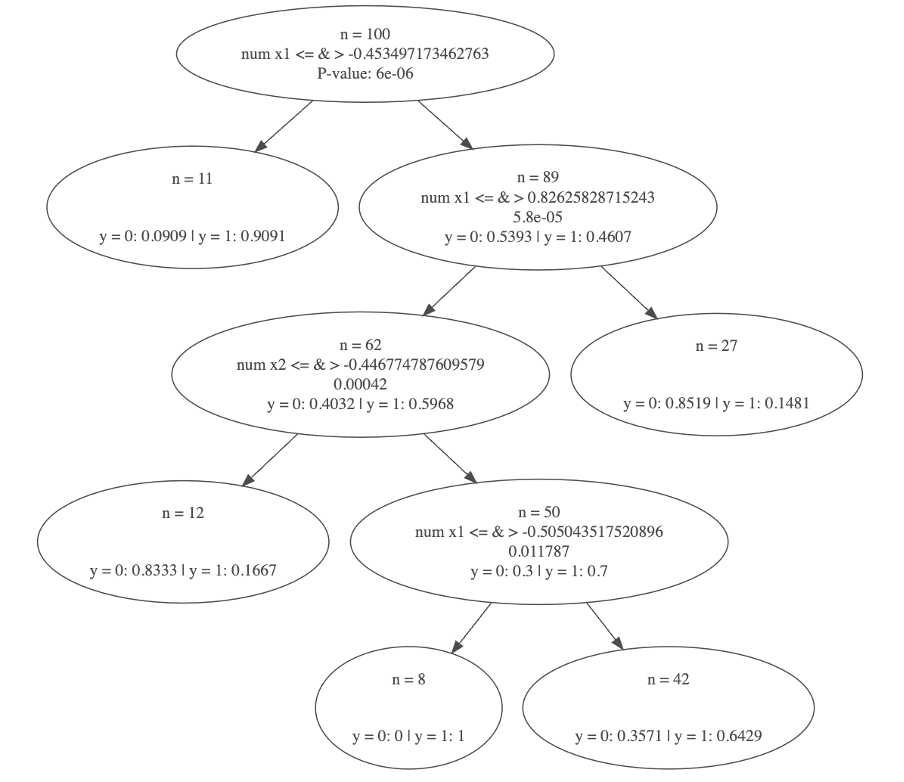 n = 100
num x1 <= & > -0.453497173462763
P-value: 6e-06
n = 11
y = 0: 0.0909 | y = 1: 0.9091
n = 89
num x1 <= & > 0.82625828715243
5.8e-05
y = 0: 0.5393 | y = 1: 0.4607
n = 62
num x2 <= & > -0.446774787609579
0.00042
y = 0: 0.4032 | y = 1: 0.5968
n = 27
y = 0: 0.8519 | y = 1: 0.1481
n = 12
y = 0: 0.8333 | y = 1: 0.1667
n = 50
num x1 <= & > -0.505043517520896
0.011787
y = 0: 0.3 | y = 1: 0.7
n = 8
y = 0: 0 | y = 1: 1
n = 42
y = 0: 0.3571 | y = 1: 0.6429